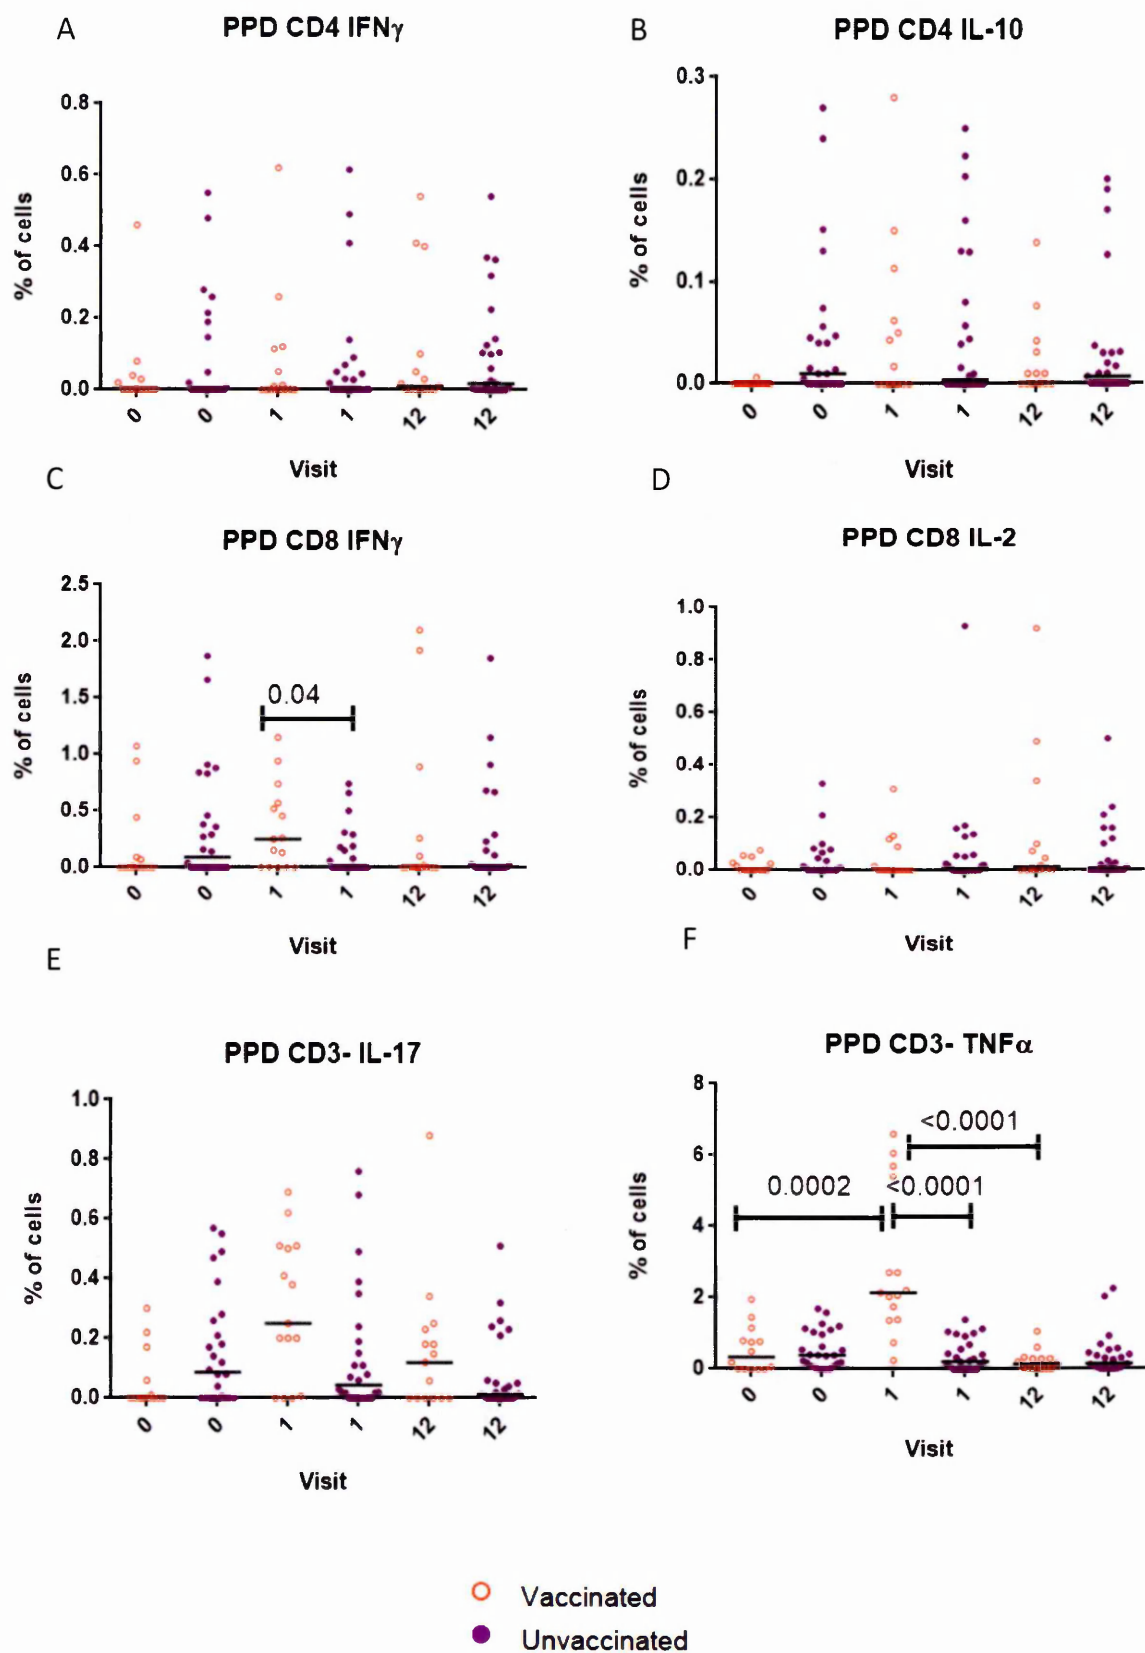 A PPD CD4 IFNγ
0.8
0.6
0.4
0.2
0.0
% of cells
0 0 1 1 12 12
Visit
B PPD CD4 IL-10
0.3
0.2
0.1
0.0
% of cells
0 0 1 1 12 12
Visit
C
PPD CD8 IFNγ
2.5
2.0
1.5
1.0
0.5
0.0
% of cells
0.04
0 0 1 1 12 12
Visit
D
PPD CD8 IL-2
1.0
0.8
0.6
0.4
0.2
0.0
% of cells
0 0 1 1 12 12
Visit
E
PPD CD3- IL-17
1.0
0.8
0.6
0.4
0.2
0.0
% of cells
0 0 1 1 12 12
Visit
F
PPD CD3- TNFα
8
6
4
2
0
% of cells
<0.0001
0.0002 <0.0001
0 0 1 1 12 12
Visit
Vaccinated
Unvaccinated